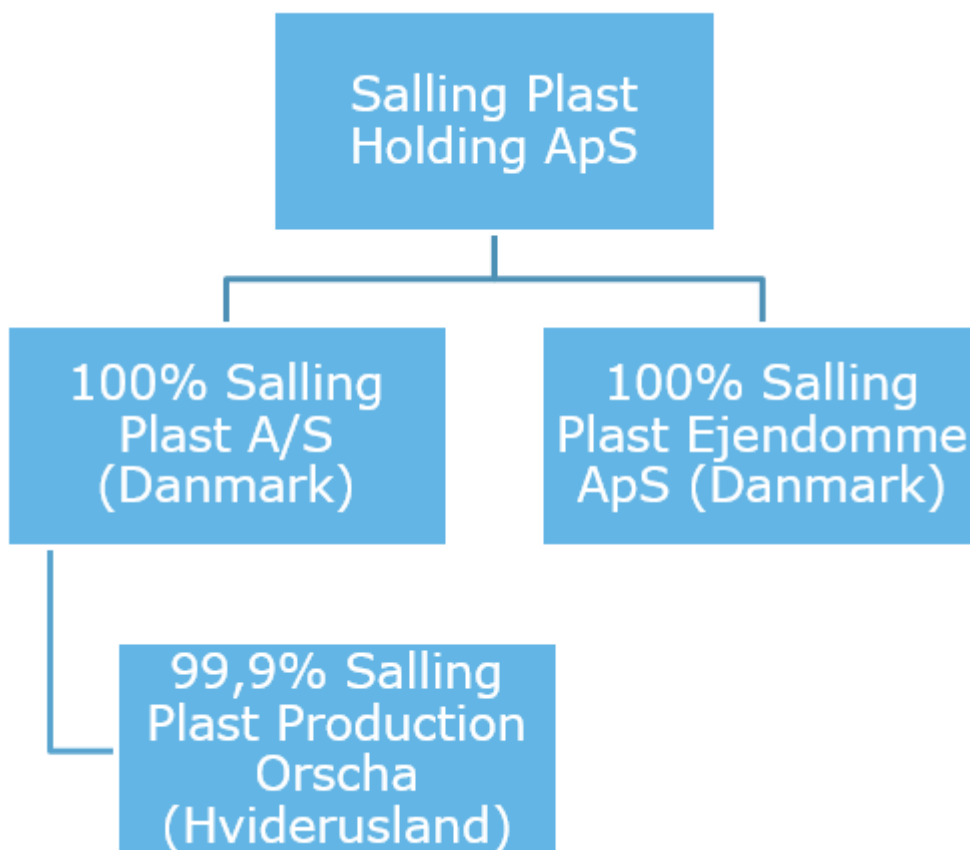 Salling Plast
Holding ApS
100% Salling
Plast A/S
(Danmark)
100% Salling
Plast Ejendomme
ApS (Danmark)
99,9% Salling
Plast Production
Orscha
(Hviderusland)